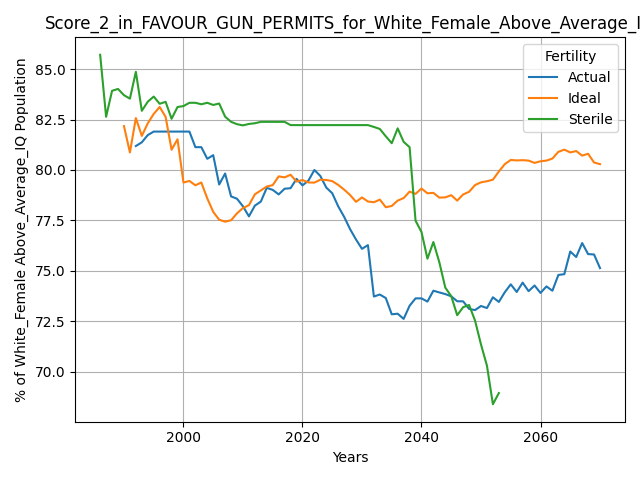 Score_2_in_FAVOUR_GUN_PERMITS_for_White_Female_Above_Average_I
% of White_Female Above_Average_IQ Population
85.0
82.5
80.0
77.5
75.0
72.5
70.0
Fertility
Actual
Ideal
Sterile
2000
2020
2040
2060
Years